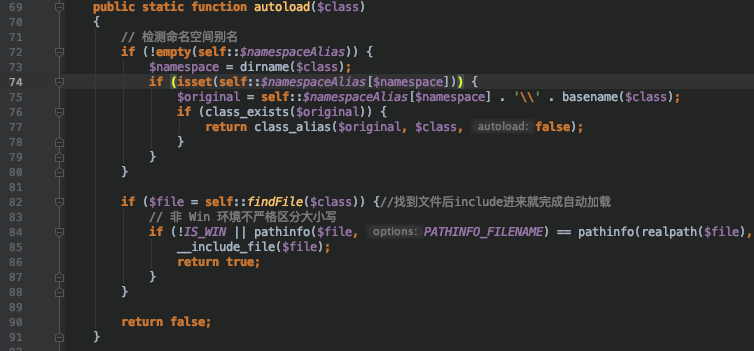 69 public static function autoload($class)
70 {
71 // 检测命名空间别名
72 if (!empty(self::$namespaceAlias)) {
73 $namespace = dirname($class);
74 if (isset(self::$namespaceAlias[$namespace])) {
75 $original = self::$namespaceAlias[$namespace] . '\\' . basename($class);
76 if (class_exists($original)) {
77 return class_alias($original, $class, autoload: false);
78 }
79 }
80 }
81
82 if ($file = self::findFile($class)) {//找到文件后include进来就完成自动加载
83 // 非 Win 环境不严格区分大小写
84 if (!IS_WIN || pathinfo($file, options: PATHINFO_FILENAME) == pathinfo(realpath($file),
85 __include_file($file);
86 return true;
87 }
88 }
89
90 return false;
91 }